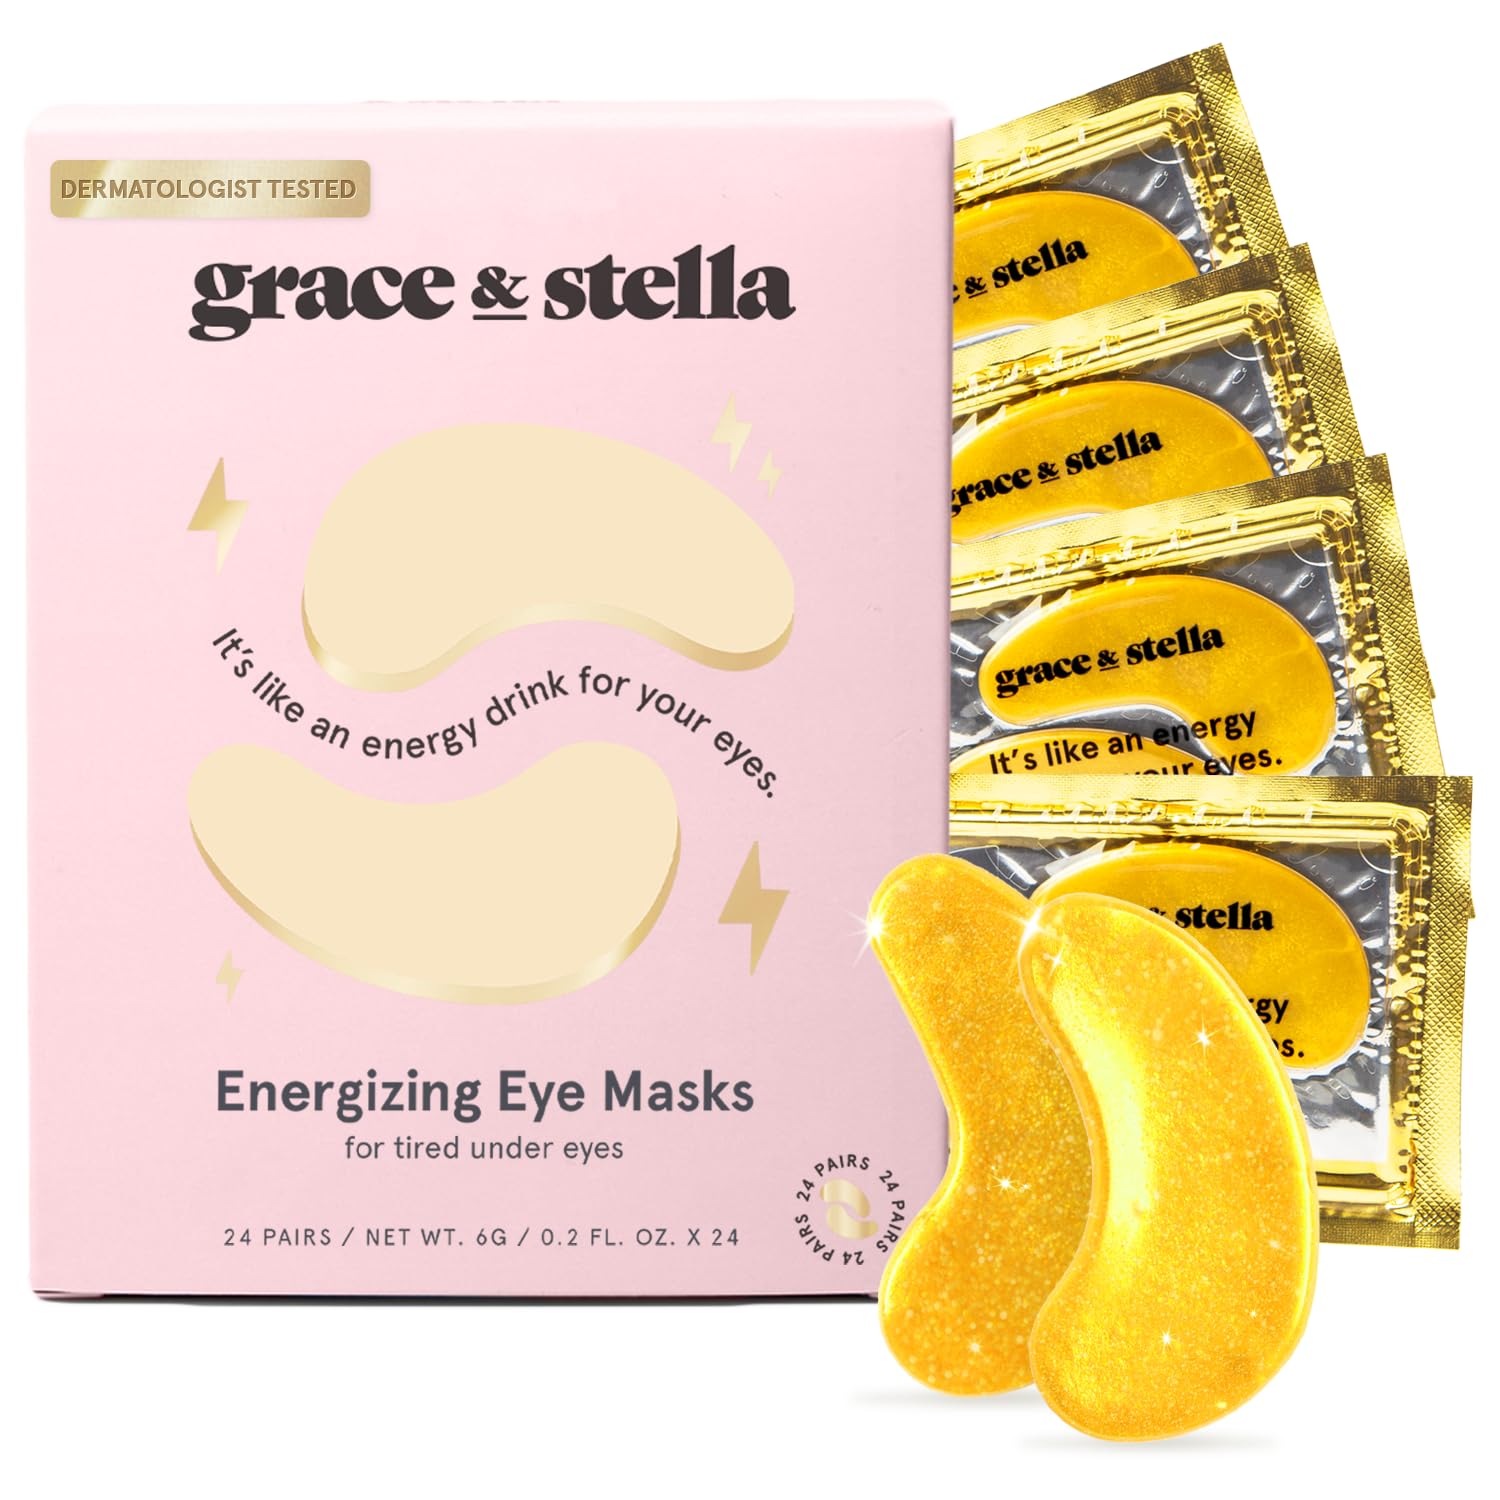 DERMATOLOGIST TESTED
grace & stella
It's like an energy drink for your eyes.
Energizing Eye Masks
for tired under eyes
24 PAIRS / NET WT. 6G / 0.2 FL. OZ. X 24
24 PAIRS 24 PAIRS 24 PAIRS
& stella
grace & stella
grace & stella
It's like an energy
your eyes.
& stella